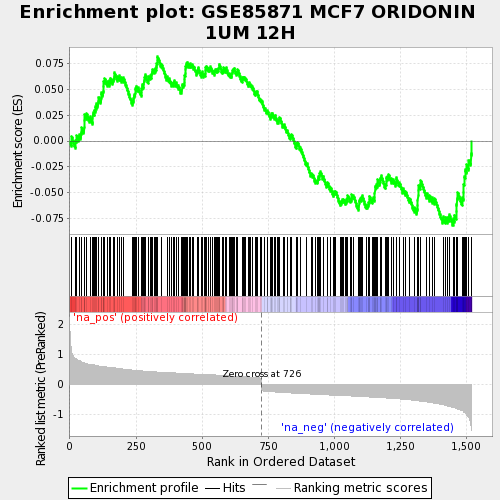 Enrichment plot: GSE85871 MCF7 ORIDONIN
1UM 12H
Enrichment score (ES)
0.075
0.050
0.025
0.000
-0.025
-0.050
-0.075
'na_pos' (positively correlated)
Ranked list metric (PreRanked)
2
1
0
-1
Zero cross at 726
'na_neg' (negatively correlated)
0
250
500
750
1,000
1,250
1,500
Rank in Ordered Dataset
Enrichment profile
Hits
Ranking metric scores